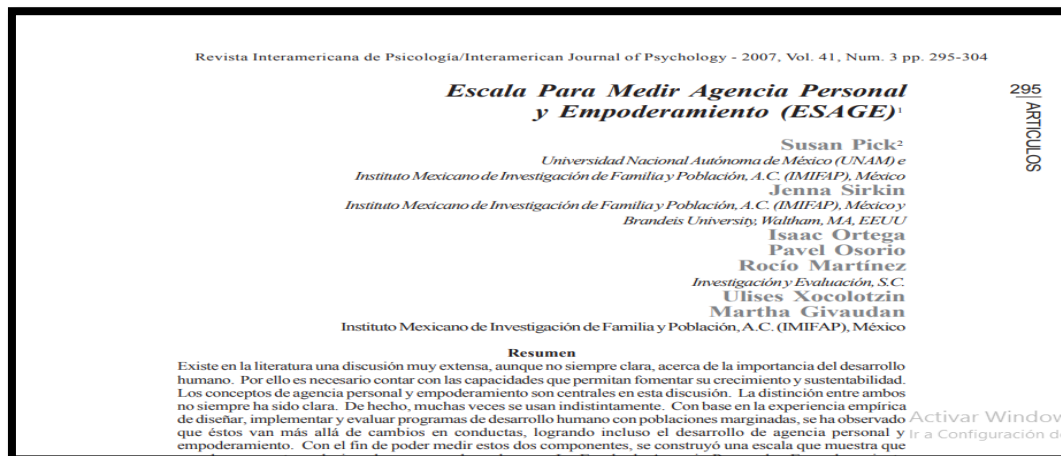 Revista Interamericana de Psicología/Interamerican Journal of Psychology - 2007, Vol. 41, Num. 3 pp. 295-304
Escala Para Medir Agencia Personal
y Empoderamiento (ESAGE)¹
295
ARTICULOS
Susan Pick²
Universidad Nacional Autónoma de México (UNAM) e
Instituto Mexicano de Investigación de Familia y Población, A.C. (IMIFAP), México
Jenna Sirkin
Instituto Mexicano de Investigación de Familia y Población, A.C. (IMIFAP), México y
Brandeis University, Waltham, MA, EEUU
Isaac Ortega
Pavel Osorio
Rocío Martínez
Investigación y Evaluación, S.C.
Ulises Xocolotzin
Martha Givaudan
Instituto Mexicano de Investigación de Familia y Población, A.C. (IMIFAP), México
Resumen
Existe en la literatura una discusión muy extensa, aunque no siempre clara, acerca de la importancia del desarrollo
humano. Por ello es necesario contar con las capacidades que permitan fomentar su crecimiento y sustentabilidad.
Los conceptos de agencia personal y empoderamiento son centrales en esta discusión. La distinción entre ambos
no siempre ha sido clara. De hecho, muchas veces se usan indistintamente. Con base en la experiencia empírica
de diseñar, implementar y evaluar programas de desarrollo humano con poblaciones marginadas, se ha observado
que éstos van más allá de cambios en conductas, logrando incluso el desarrollo de agencia personal y
empoderamiento. Con el fin de poder medir estos dos componentes, se construyó una escala que muestra que
Activar Window
Ir a Configuración d